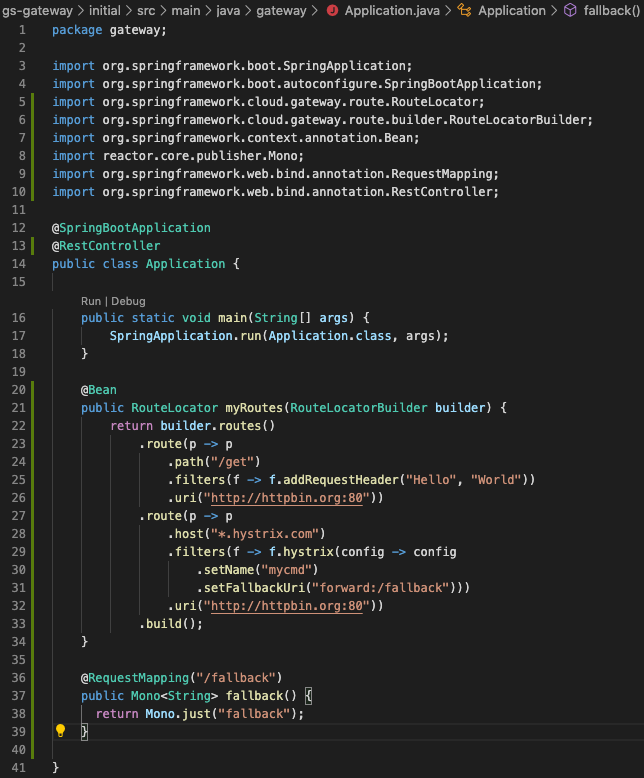 gs-gateway > initial > src > main > java > gateway > Application.java > Application > fallback()
1 package gateway;
2
3 import org.springframework.boot.SpringApplication;
4 import org.springframework.boot.autoconfigure.SpringBootApplication;
5 import org.springframework.cloud.gateway.route.RouteLocator;
6 import org.springframework.cloud.gateway.route.builder.RouteLocatorBuilder;
7 import org.springframework.context.annotation.Bean;
8 import reactor.core.publisher.Mono;
9 import org.springframework.web.bind.annotation.RequestMapping;
10 import org.springframework.web.bind.annotation.RestController;
11
12 @SpringBootApplication
13 @RestController
14 public class Application {
15
Run | Debug
16     public static void main(String[] args) {
17         SpringApplication.run(Application.class, args);
18     }
19
20     @Bean
21     public RouteLocator myRoutes(RouteLocatorBuilder builder) {
22         return builder.routes()
23             .route(p -> p
24                 .path("/get")
25                 .filters(f -> f.addRequestHeader("Hello", "World"))
26                 .uri("http://httpbin.org:80"))
27             .route(p -> p
28                 .host("*.hystrix.com")
29                 .filters(f -> f.hystrix(config -> config
30                     .setName("mycmd")
31                     .setFallbackUri("forward:/fallback")))
32                 .uri("http://httpbin.org:80"))
33             .build();
34     }
35
36     @RequestMapping("/fallback")
37     public Mono<String> fallback() {
38       return Mono.just("fallback");
39     }
40
41 }